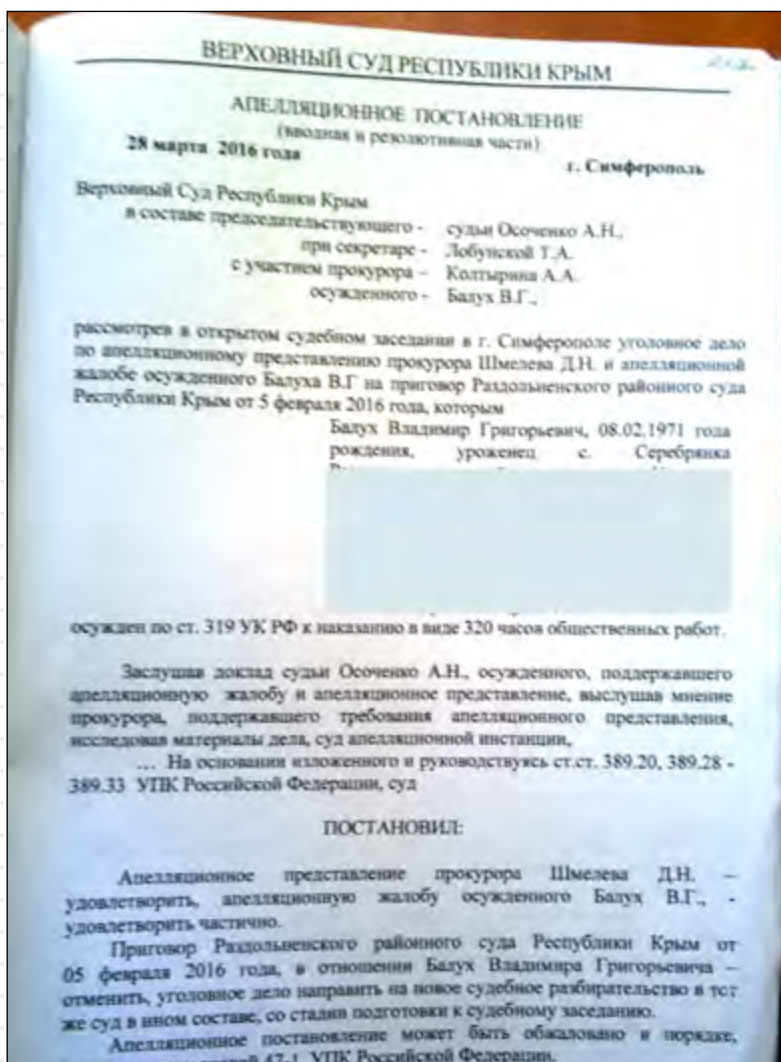 ВЕРХОВНЫЙ СУД РЕСПУБЛИКИ КРЫМ
АПЕЛЛЯЦИОННОЕ ПОСТАНОВЛЕНИЕ
(вводная и резолютивная части)
28 марта 2016 года
г. Симферополь
Верховный Суд Республики Крым
в составе председательствующего - судьи Осоченко А.Н.,
при секретаре - Лобунской Т.А.
с участием прокурора – Колтырина А.А.
осужденного - Балух В.Г.,
рассмотрев в открытом судебном заседании в г. Симферополе уголовное дело
по апелляционному представлению прокурора Шмелева Д.Н. и апелляционной
жалобе осужденного Балуха В.Г на приговор Раздольненского районного суда
Республики Крым от 5 февраля 2016 года, которым
Балух Владимир Григорьевич, 08.02.1971 года
рождения, уроженец с. Серебрянка
осужден по ст. 319 УК РФ к наказанию в виде 320 часов общественных работ.
Заслушав доклад судьи Осоченко А.Н., осужденного, поддержавшего
апелляционную жалобу и апелляционное представление, выслушав мнение
прокурора, поддержавшего требования апелляционного представления,
исследовав материалы дела, суд апелляционной инстанции,
... На основании изложенного и руководствуясь ст.ст. 389.20, 389.28 -
389.33 УПК Российской Федерации, суд
ПОСТАНОВИЛ:
Апелляционное представление прокурора Шмелева Д.Н. –
удовлетворить, апелляционную жалобу осужденного Балух В.Г., -
удовлетворить частично.
Приговор Раздольненского районного суда Республики Крым от
05 февраля 2016 года, в отношении Балух Владимира Григорьевича –
отменить, уголовное дело направить на новое судебное разбирательство в тот
же суд в ином составе, со стадии подготовки к судебному заседанию.
Апелляционное постановление может быть обжаловано в порядке,
47-1 УПК Российской Федерации.